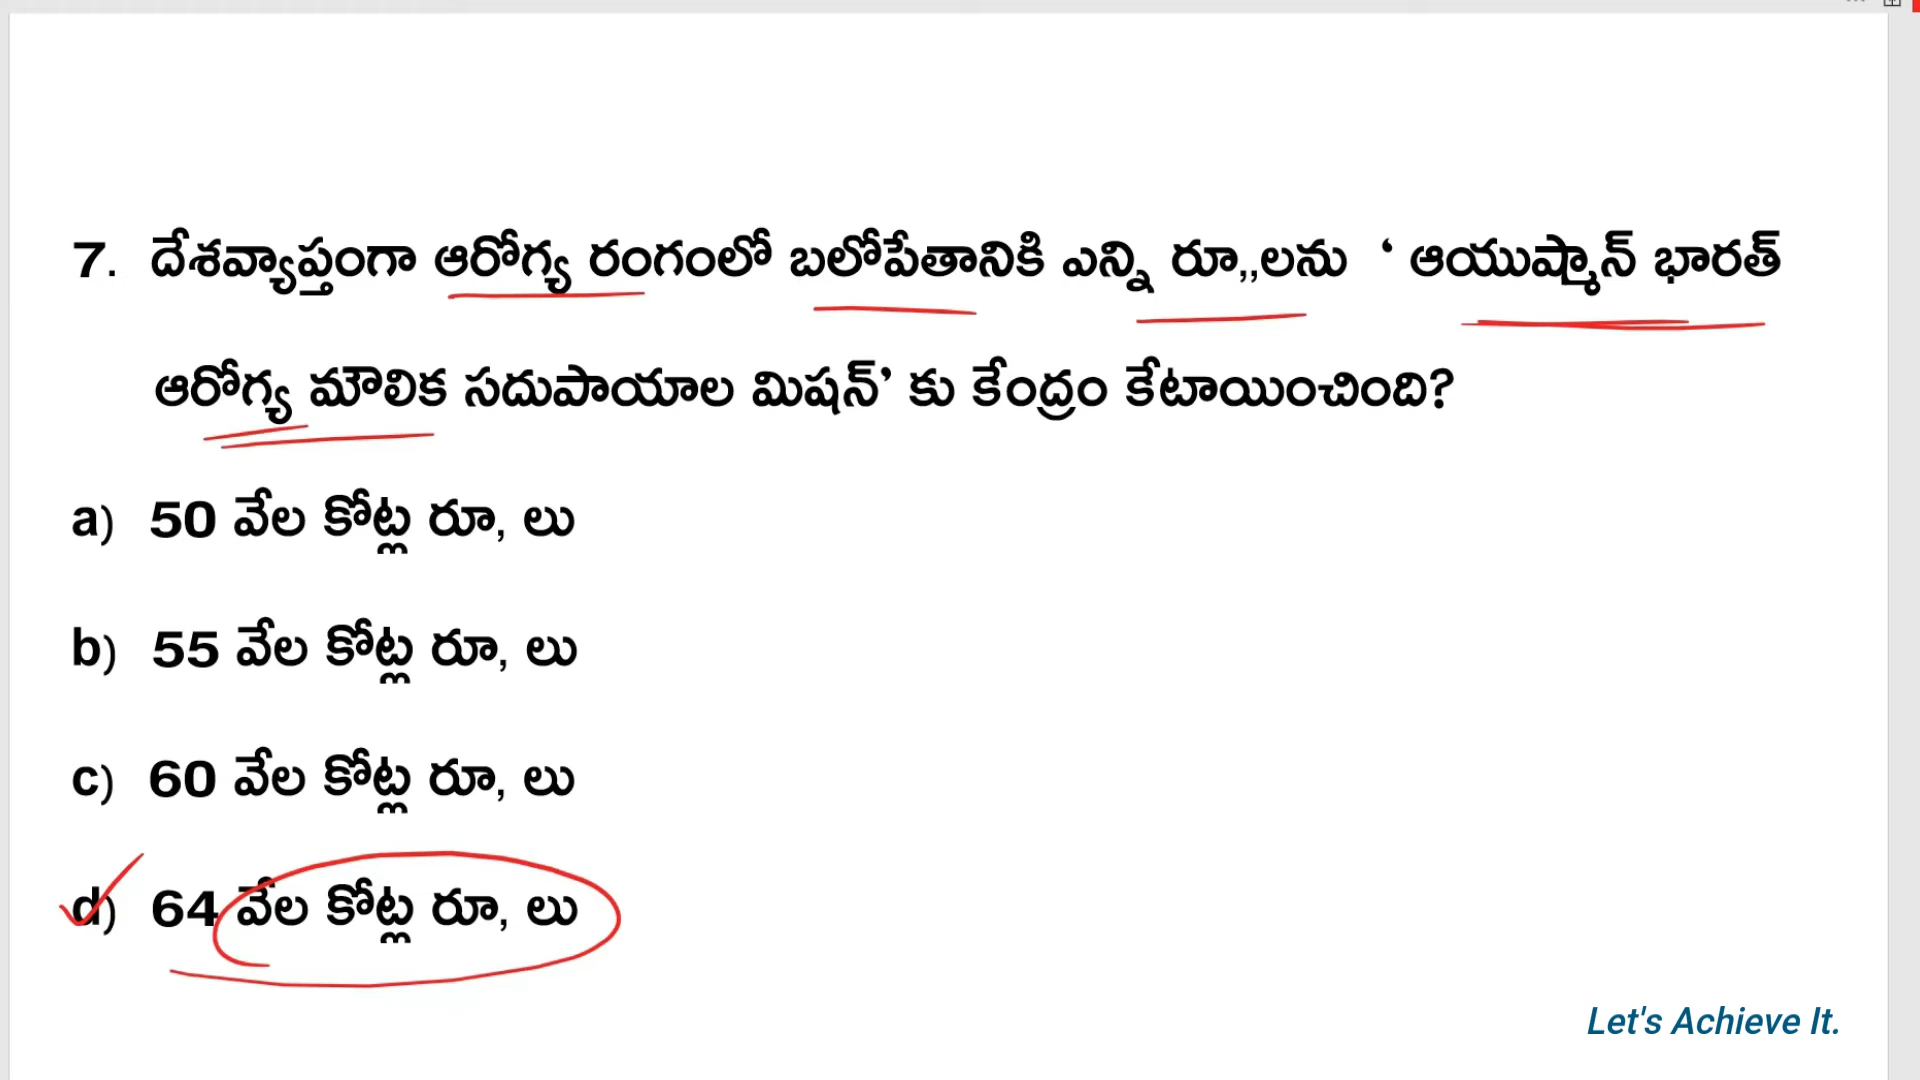 7. దేశవ్యాప్తంగా ఆరోగ్య రంగంలో బలోపేతానికి ఎన్ని రూ,,లను ‘ ఆయుష్మాన్ భారత్
ఆరోగ్య మౌలిక సదుపాయాల మిషన్’ కు కేంద్రం కేటాయించింది?
a) 50 వేల కోట్ల రూ, లు
b) 55 వేల కోట్ల రూ, లు
c) 60 వేల కోట్ల రూ, లు
d) 64 వేల కోట్ల రూ, లు
Let's Achieve It.